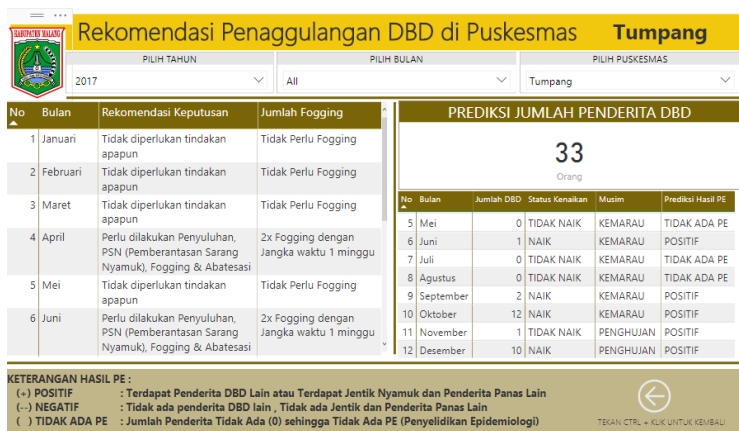 KABUPATEN MALANG
Rekomendasi Penaggulangan DBD di Puskesmas Tumpang
PILIH TAHUN PILIH BULAN PILIH PUSKESMAS
2017 All Tumpang
No Bulan Rekomendasi Keputusan Jumlah Fogging
1 Januari Tidak diperlukan tindakan Tidak Perlu Fogging
apapun
2 Februari Tidak diperlukan tindakan Tidak Perlu Fogging
apapun
3 Maret Tidak diperlukan tindakan Tidak Perlu Fogging
apapun
4 April Perlu dilakukan Penyuluhan, 2x Fogging dengan
PSN (Pemberantasan Sarang Jangka waktu 1 minggu
Nyamuk), Fogging & Abatesasi
5 Mei Tidak diperlukan tindakan Tidak Perlu Fogging
apapun
6 Juni Perlu dilakukan Penyuluhan, 2x Fogging dengan
PSN (Pemberantasan Sarang Jangka waktu 1 minggu
Nyamuk), Fogging & Abatesasi
PREDIKSI JUMLAH PENDERITA DBD
33
Orang
No Bulan Jumlah DBD Status Kenaikan Musim Prediksi Hasil PE
5 Mei 0 TIDAK NAIK KEMARAU TIDAK ADA PE
6 Juni 1 NAIK KEMARAU POSITIF
7 Juli 0 TIDAK NAIK KEMARAU TIDAK ADA PE
8 Agustus 0 TIDAK NAIK KEMARAU TIDAK ADA PE
9 September 2 NAIK KEMARAU POSITIF
10 Oktober 12 NAIK KEMARAU POSITIF
11 November 1 TIDAK NAIK PENGHUJAN POSITIF
12 Desember 10 NAIK PENGHUJAN POSITIF
KETERANGAN HASIL PE :
(+) POSITIF : Terdapat Penderita DBD Lain atau Terdapat Jentik Nyamuk dan Penderita Panas Lain
(--) NEGATIF : Tidak ada penderita DBD lain , Tidak ada Jentik dan Penderita Panas Lain
( ) TIDAK ADA PE : Jumlah Penderita Tidak Ada (0) sehingga Tidak Ada PE (Penyelidikan Epidemiologi)
TEKAN CTRL + KLIK UNTUK KEMBALI